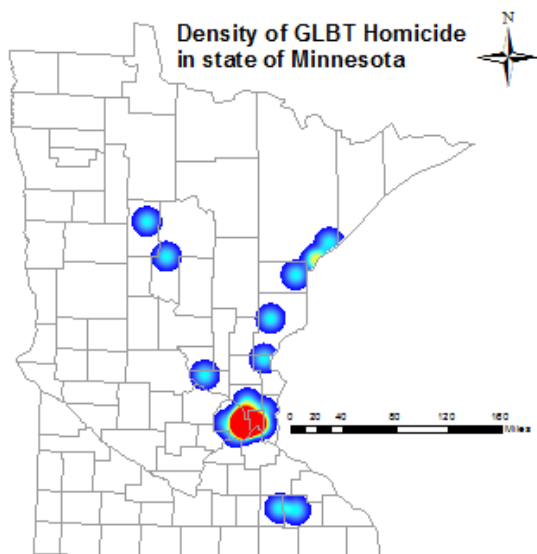 Density of GLBT Homicide
in state of Minnesota
N
0 20 40 80 120 160
Miles